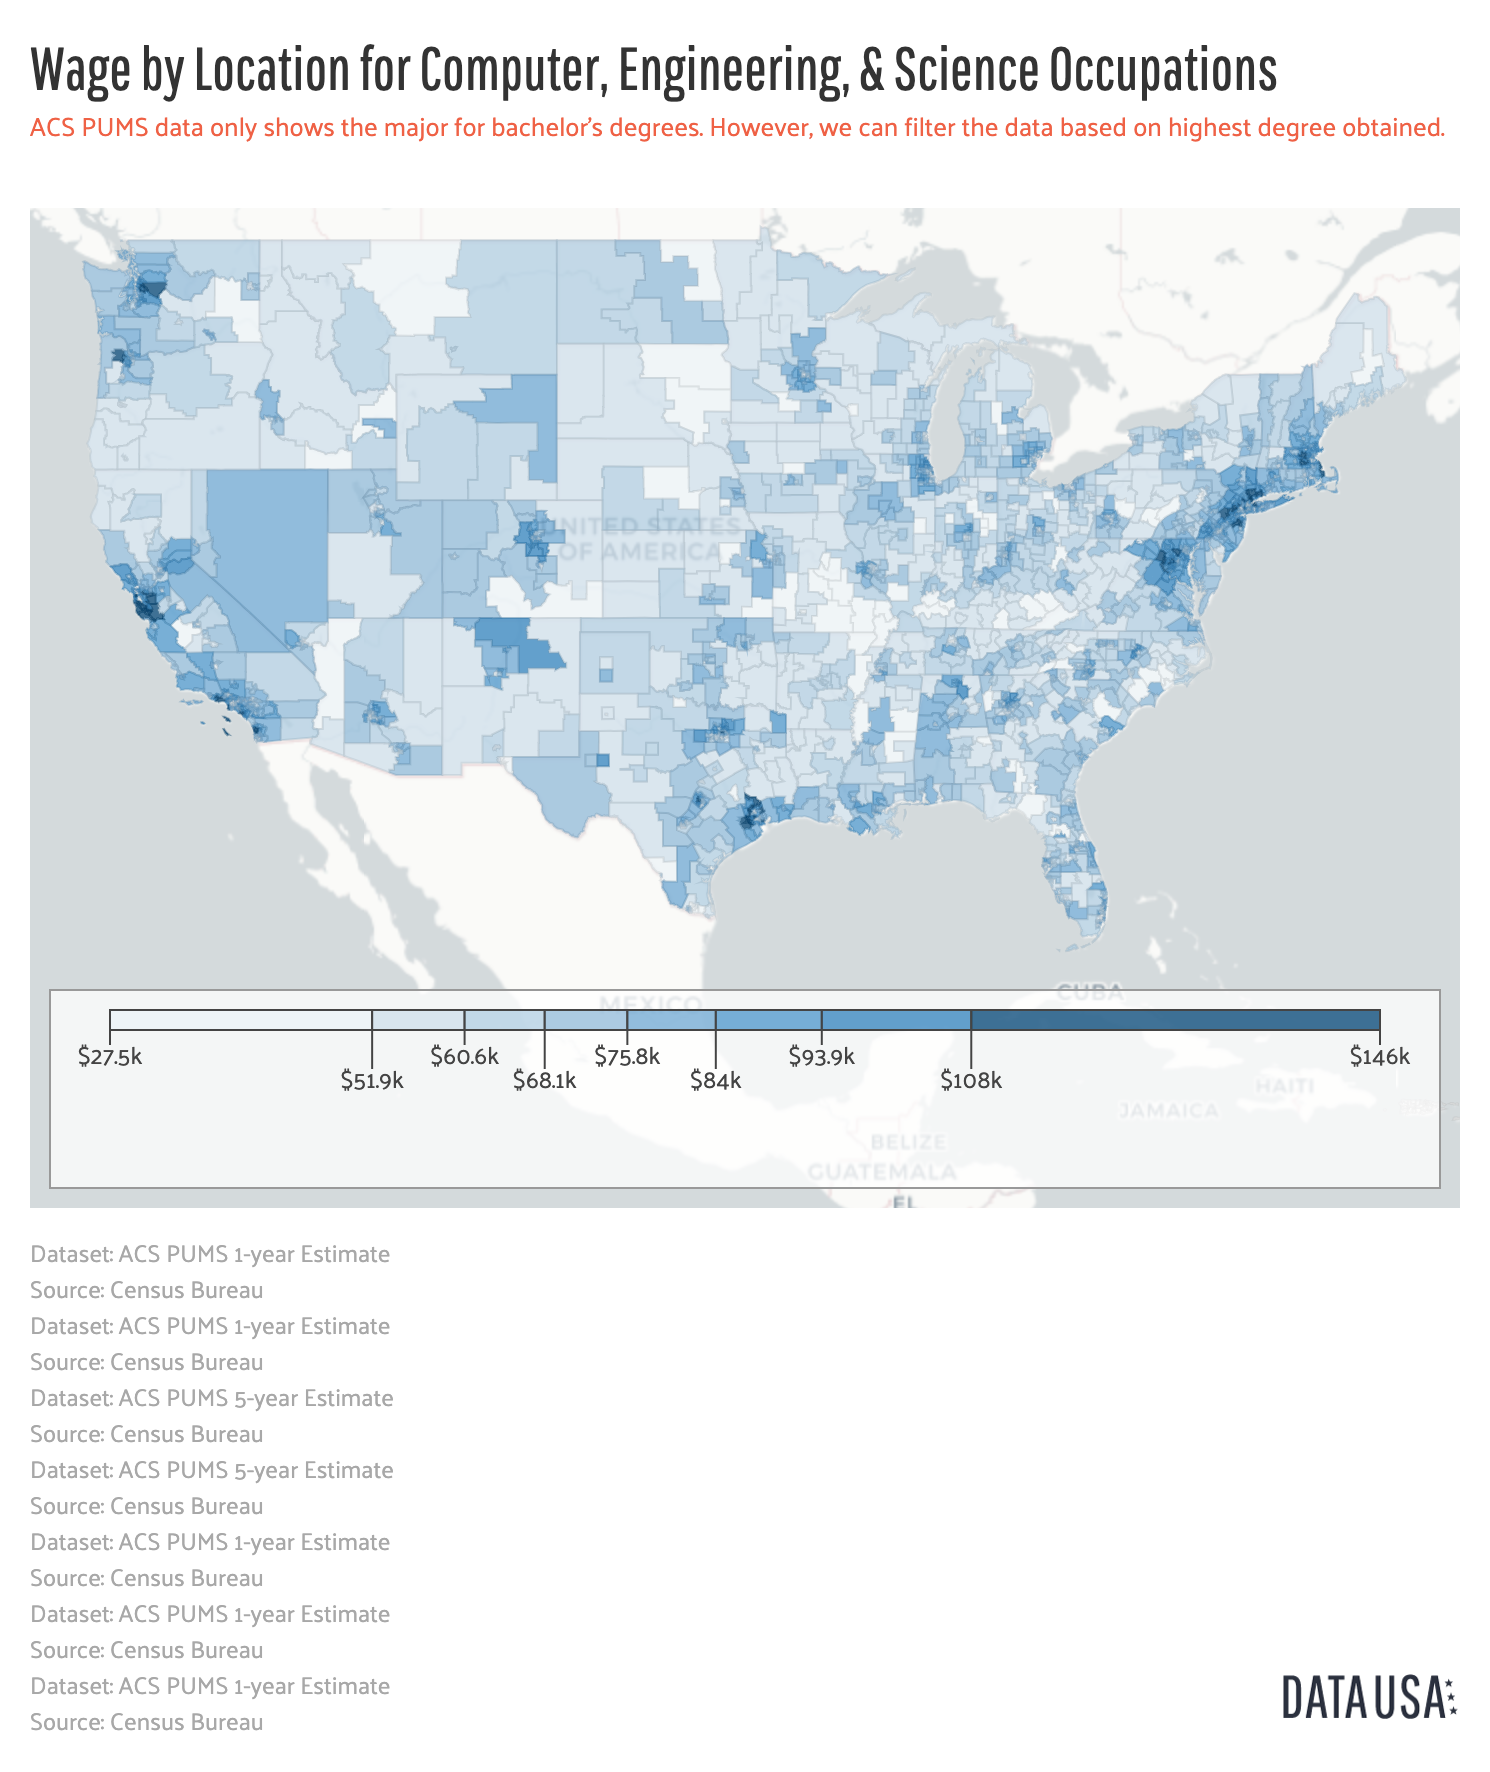 Wage by Location for Computer, Engineering, & Science Occupations
ACS PUMS data only shows the major for bachelor's degrees. However, we can filter the data based on highest degree obtained.
UNITED STATES
OF AMERICA
MEXICO
CUBA
$27.5k
$51.9k
$60.6k
$68.1k
$75.8k
$84k
$93.9k
$108k
$146k
HAITI
JAMAICA
BELIZE
GUATEMALA
EL
Dataset: ACS PUMS 1-year Estimate
Source: Census Bureau
Dataset: ACS PUMS 1-year Estimate
Source: Census Bureau
Dataset: ACS PUMS 5-year Estimate
Source: Census Bureau
Dataset: ACS PUMS 5-year Estimate
Source: Census Bureau
Dataset: ACS PUMS 1-year Estimate
Source: Census Bureau
Dataset: ACS PUMS 1-year Estimate
Source: Census Bureau
Dataset: ACS PUMS 1-year Estimate
Source: Census Bureau
DATA USA